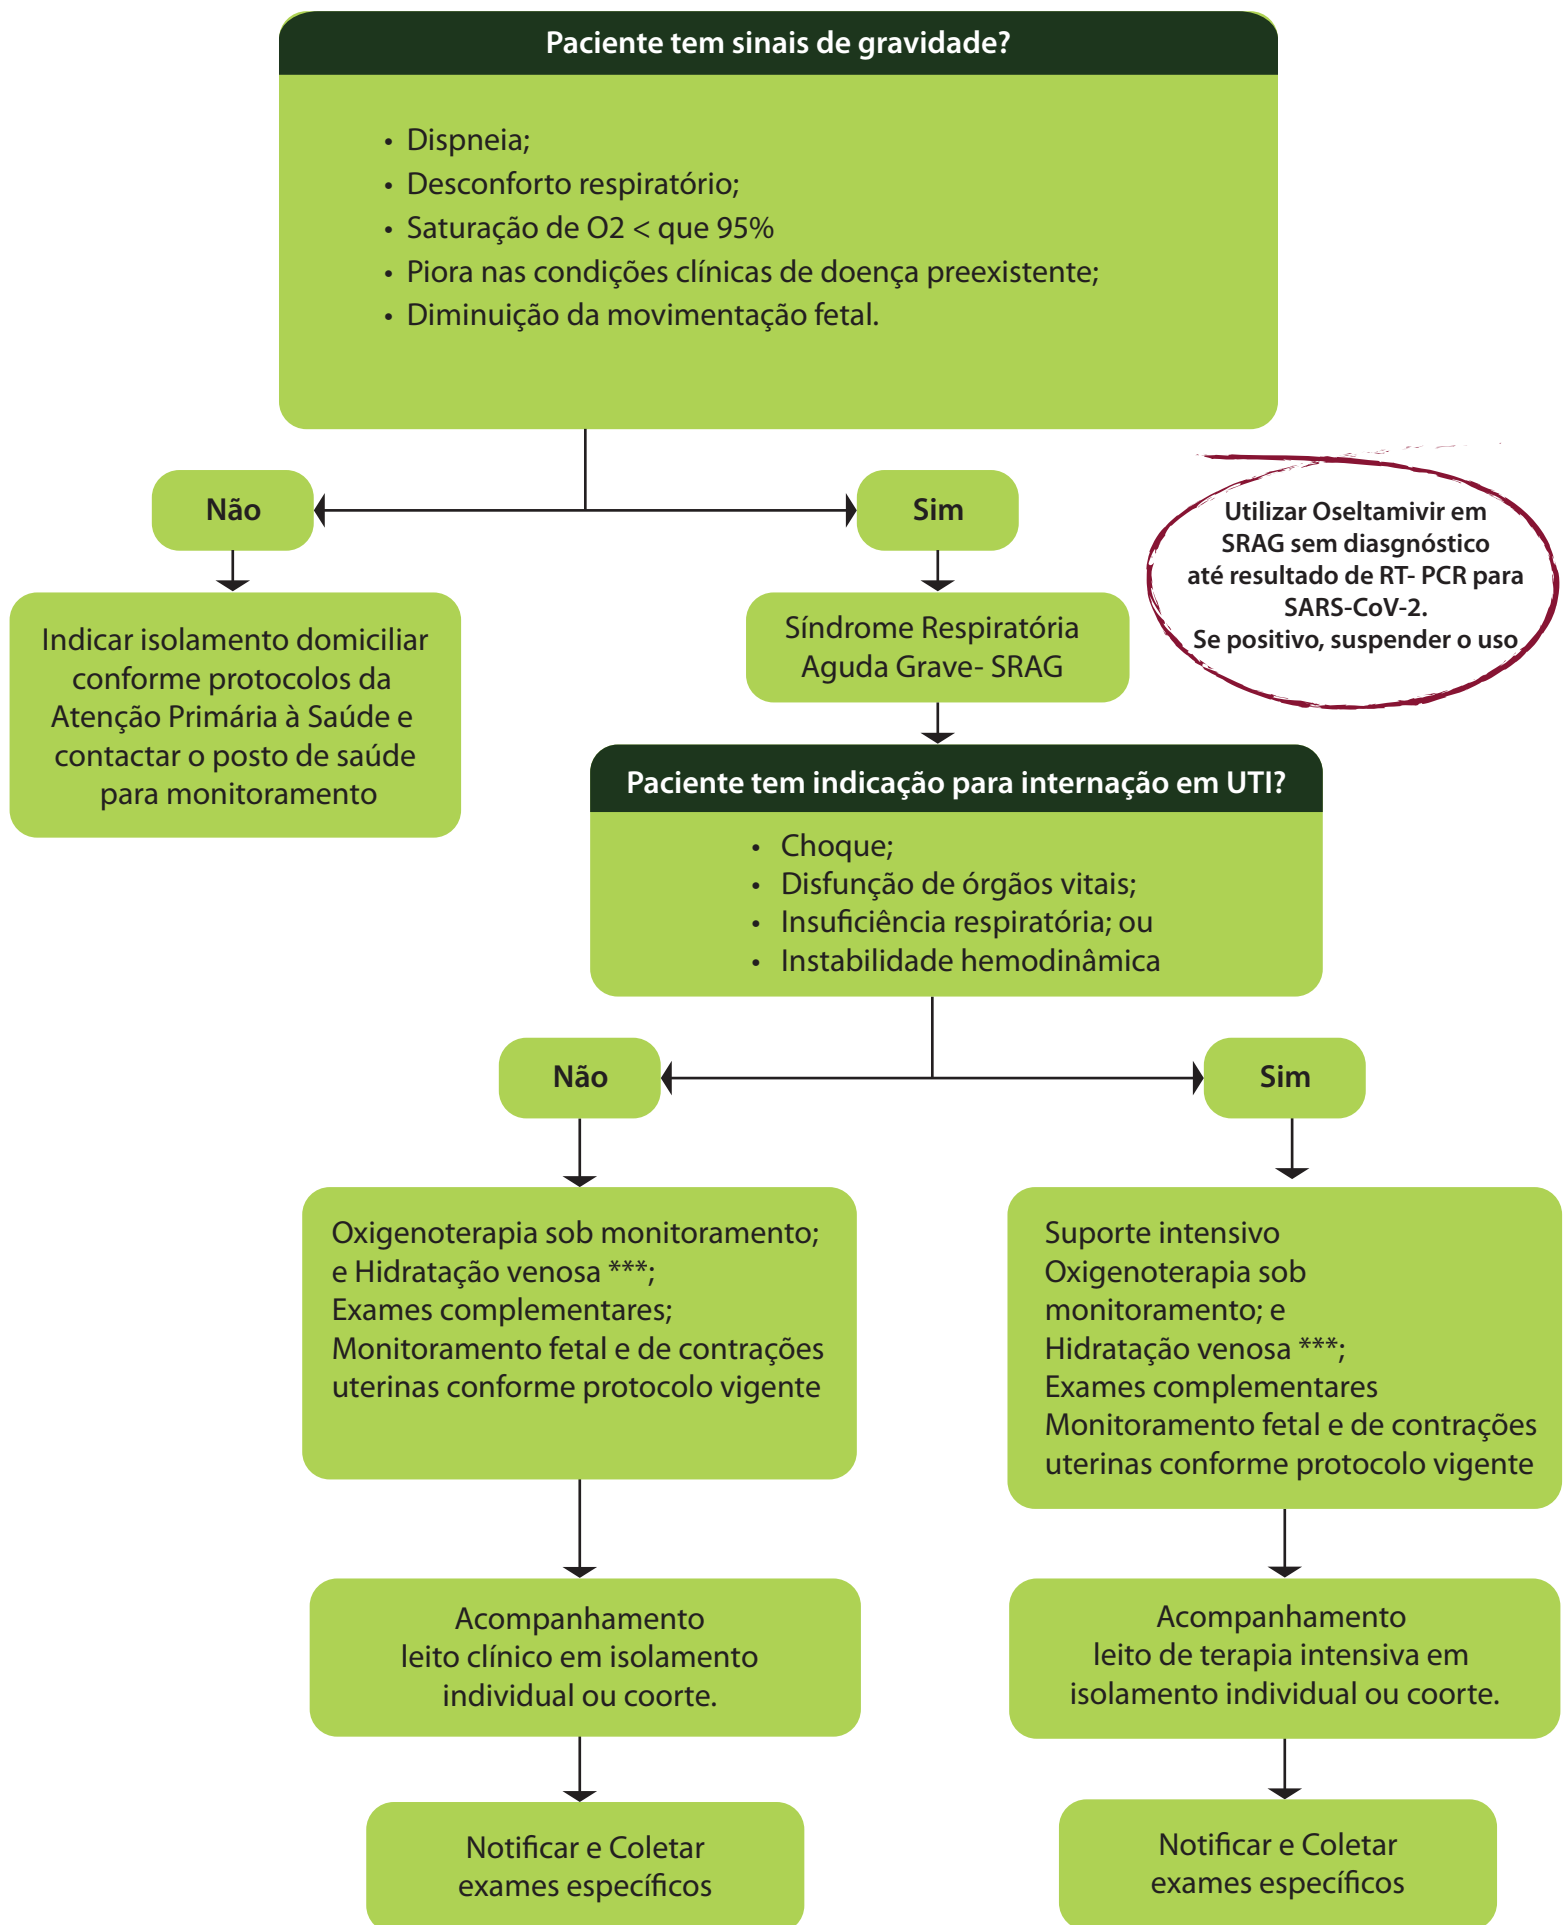 Paciente tem sinais de gravidade?
• Dispneia;
• Desconforto respiratório;
• Saturação de O2 < que 95%
• Piora nas condições clínicas de doença preexistente;
• Diminuição da movimentação fetal.
Não
Sim
Utilizar Oseltamivir em
SRAG sem diasgnóstico
até resultado de RT- PCR para
SARS-CoV-2.
Se positivo, suspender o uso
Indicar isolamento domiciliar
conforme protocolos da
Atenção Primária à Saúde e
contactar o posto de saúde
para monitoramento
Síndrome Respiratória
Aguda Grave- SRAG
Paciente tem indicação para internação em UTI?
• Choque;
• Disfunção de órgãos vitais;
• Insuficiência respiratória; ou
• Instabilidade hemodinâmica
Não
Sim
Oxigenoterapia sob monitoramento;
e Hidratação venosa ***;
Exames complementares;
Monitoramento fetal e de contrações
uterinas conforme protocolo vigente
Suporte intensivo
Oxigenoterapia sob
monitoramento; e
Hidratação venosa ***;
Exames complementares
Monitoramento fetal e de contrações
uterinas conforme protocolo vigente
Acompanhamento
leito clínico em isolamento
individual ou coorte.
Acompanhamento
leito de terapia intensiva em
isolamento individual ou coorte.
Notificar e Coletar
exames específicos
Notificar e Coletar
exames específicos